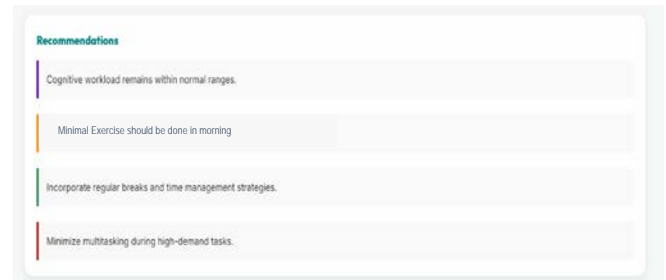 Recommendations
Cognitive workload remains within normal ranges.
Minimal Exercise should be done in morning
Incorporate regular breaks and time management strategies.
Minimize multitasking during high-demand tasks.